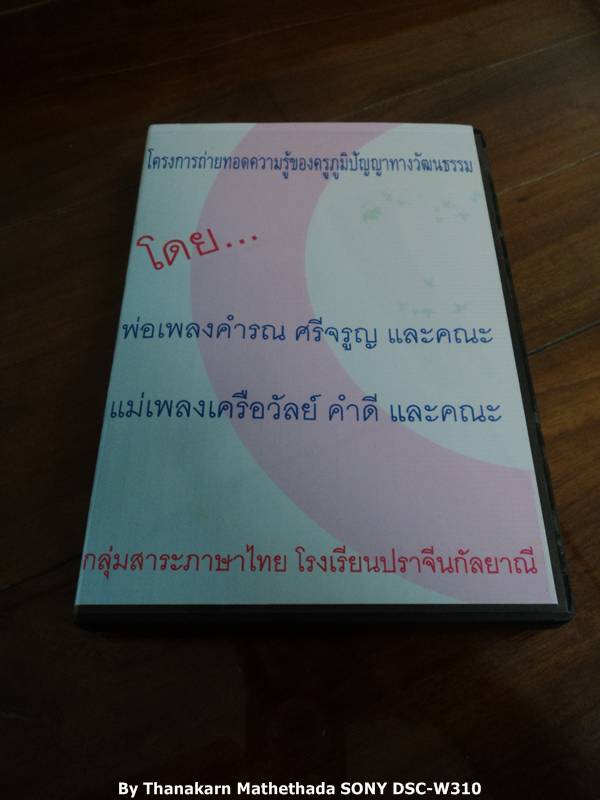 โครงการถ่ายทอดความรู้ของครูภูมิปัญญาทางวัฒนธรรม
โดย...
พ่อเพลงคำรณ ศรีจรูญ และคณะ
แม่เพลงเครือวัลย์ คำดี และคณะ
กลุ่มสาระภาษาไทย โรงเรียนปราจีนกัลยาณี
By Thanakarn Mathethada SONY DSC-W310